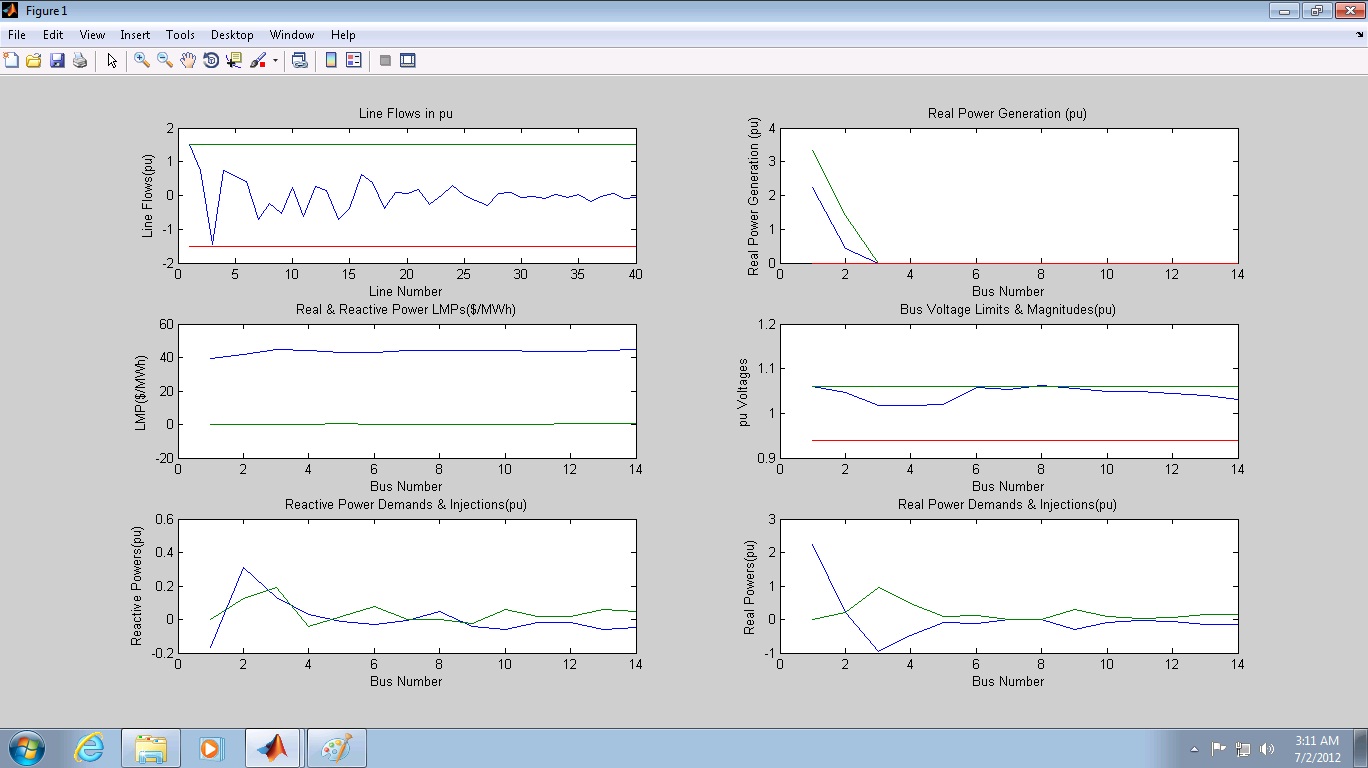 Figure 1
File Edit View Insert Tools Desktop Window Help
Line Flows in pu
Line Flows(pu)
2
1
0
-1
-2
0 5 10 15 20 25 30 35 40
Line Number
Real Power Generation (pu)
Real Power Generation (pu)
4
3
2
1
0
0 2 4 6 8 10 12 14
Bus Number
Real & Reactive Power LMPs($/MWh)
LMP($/MWh)
60
40
20
0
-20
0 2 4 6 8 10 12 14
Bus Number
Bus Voltage Limits & Magnitudes(pu)
pu Voltages
1.2
1.1
1
0.9
0 2 4 6 8 10 12 14
Bus Number
Reactive Power Demands & Injections(pu)
Reactive Powers(pu)
0.6
0.4
0.2
0
-0.2
0 2 4 6 8 10 12 14
Bus Number
Real Power Demands & Injections(pu)
Real Powers(pu)
3
2
1
0
-1
0 2 4 6 8 10 12 14
Bus Number
3:11 AM
7/2/2012